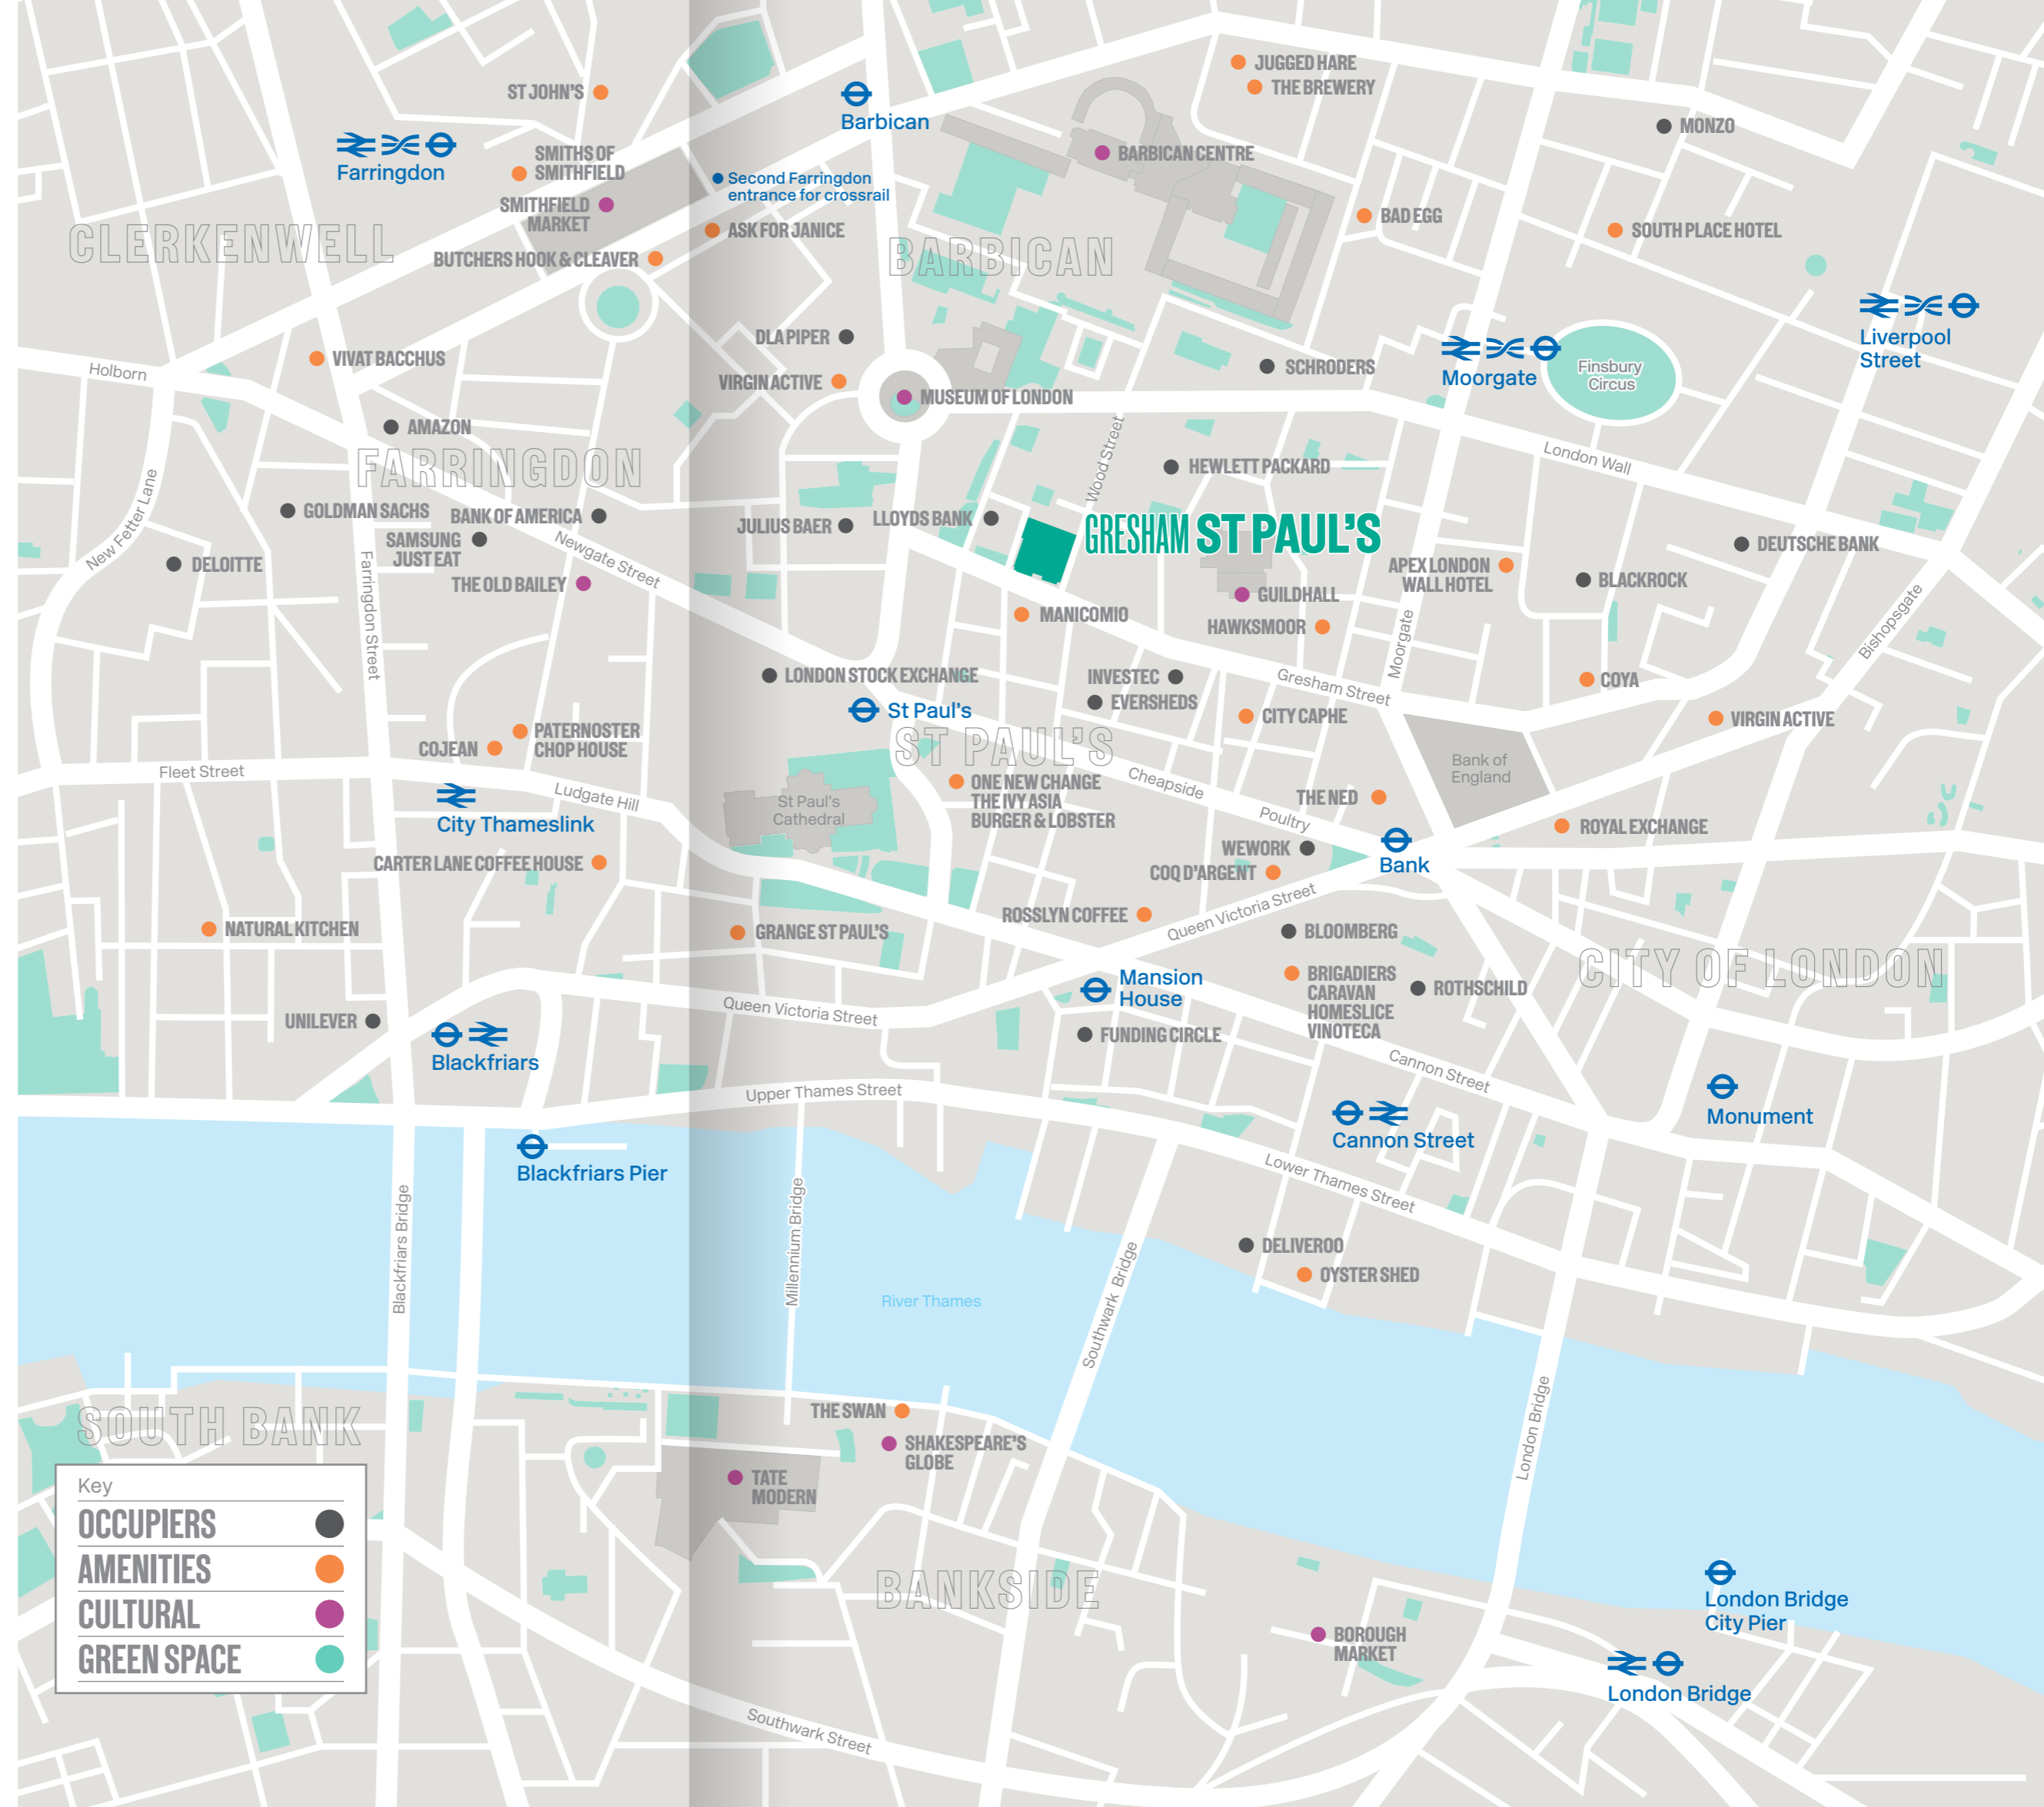 JUGGED HARE
THE BREWERY
ST JOHN'S
Barbican
MONZO
Farringdon
SMITHS OF
SMITHFIELD
BARBICAN CENTRE
Second Farringdon
entrance for crossrail
SMITHFIELD
MARKET
BAD EGG
ASK FOR JANICE
SOUTH PLACE HOTEL
CLERKENWELL
BARBICAN
BUTCHERS HOOK & CLEAVER
DLA PIPER
Liverpool
Street
VIVAT BACCHUS
Holborn
SCHRODERS
Moorgate
Finsbury
Circus
VIRGIN ACTIVE
MUSEUM OF LONDON
AMAZON
Wood Street
London Wall
FARRINGDON
HEWLETT PACKARD
New Fetter Lane
GOLDMAN SACHS
BANK OF AMERICA
JULIUS BAER
LLOYDS BANK
GRESHAM ST PAUL'S
SAMSUNG
JUST EAT
Newgate Street
DEUTSCHE BANK
DELOITTE
APEX LONDON
WALL HOTEL
BLACKROCK
THE OLD BAILEY
GUILDHALL
Farringdon Street
MANICOMIO
HAWKSMOOR
Moorgate
Bishopsgate
LONDON STOCK EXCHANGE
INVESTEC
Gresham Street
COYA
EVERSHEDS
St Paul's
CITY CAPHE
VIRGIN ACTIVE
PATERNOSTER
CHOP HOUSE
COJEAN
ST PAUL'S
Bank of
England
Fleet Street
Ludgate Hill
ONE NEW CHANGE
THE IVY ASIA
BURGER & LOBSTER
Cheapside
St Paul's
Cathedral
THE NED
Poultry
City Thameslink
ROYAL EXCHANGE
WEWORK
Bank
CARTER LANE COFFEE HOUSE
COQ D'ARGENT
ROSSLYN COFFEE
Queen Victoria Street
NATURAL KITCHEN
GRANGE ST PAUL'S
BLOOMBERG
CITY OF LONDON
Mansion
House
BRIGADIERS
CARAVAN
HOMESLICE
VINOTECA
ROTHSCHILD
Queen Victoria Street
UNILEVER
FUNDING CIRCLE
Blackfriars
Cannon Street
Upper Thames Street
Monument
Cannon Street
Blackfriars Pier
Lower Thames Street
Blackfriars Bridge
Millennium Bridge
DELIVEROO
OYSTER SHED
River Thames
Southwark Bridge
London Bridge
THE SWAN
SOUTH BANK
SHAKESPEARE'S
GLOBE
TATE
MODERN
Key
OCCUPIERS
AMENITIES
CULTURAL
GREEN SPACE
BANKSIDE
London Bridge
City Pier
BOROUGH
MARKET
London Bridge
Southwark Street